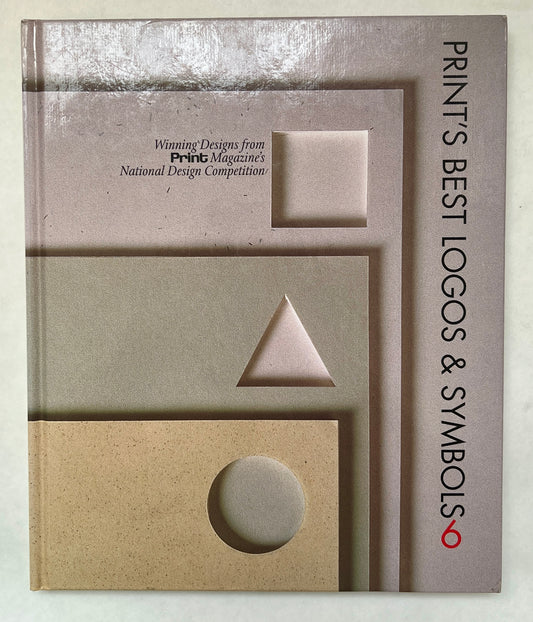 Winning Designs from
Print Magazine's
National Design Competition
PRINT'S BEST LOGOS & SYMBOLS 6